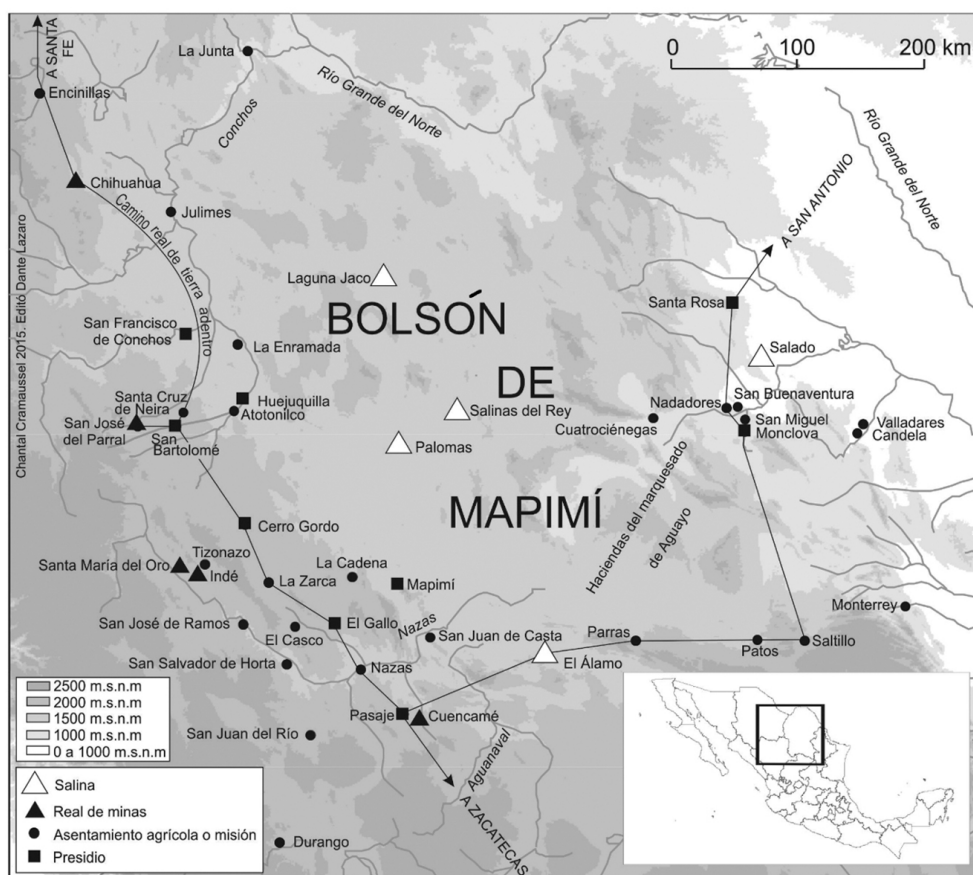 A SANTA
FE
La Junta
0 100 200 km
Encinillas
Río Grande del Norte
Conchos
Río Grande del Norte
Chihuahua
Camino real de tierra adentro
Julimes
A SAN ANTONIO
Laguna Jaco
BOLSÓN
Santa Rosa
San Francisco
de Conchos
La Enramada
Salado
DE
Santa Cruz
de Neira
Huejuquilla
Atotonilco
Salinas del Rey
Nadadores
San Buenaventura
San José
del Parral
San
Bartolomé
Cuatrociénegas
San Miguel
Monclova
Valladares
Candela
Palomas
MAPIMÍ
Haciendas del marquesado
de Aguayo
Cerro Gordo
Tizonazo
La Cadena
Santa María del Oro
Indé
La Zarca
Mapimí
Monterrey
San José de Ramos
El Casco
El Gallo
Nazas
San Juan de Casta
Parras
Patos
Saltillo
San Salvador de Horta
Nazas
El Álamo
Pasaje
Cuencamé
San Juan del Río
Aguanaval
A ZACATECAS
Durango
Chantal Cramaussel 2015. Editó Dante Lazaro
2500 m.s.n.m
2000 m.s.n.m
1500 m.s.n.m
1000 m.s.n.m
0 a 1000 m.s.n.m
Salina
Real de minas
Asentamiento agrícola o misión
Presidio